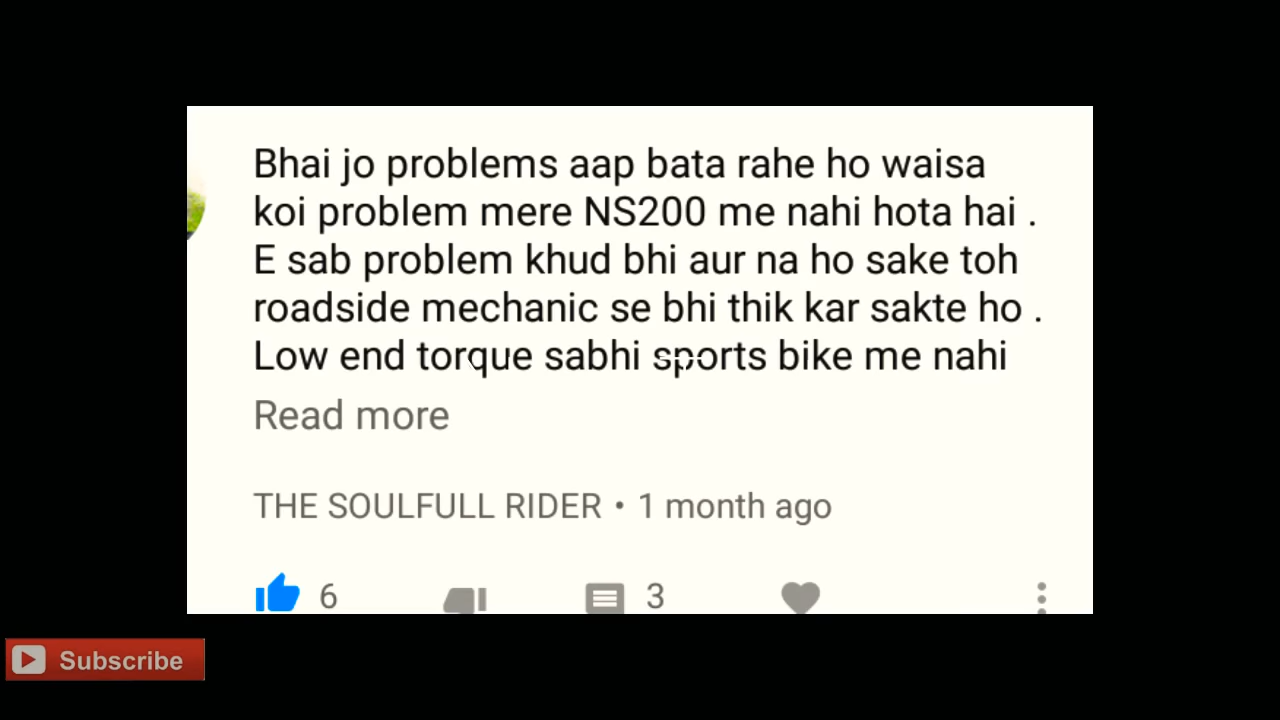 Bhai jo problems aap bata rahe ho waisa
koi problem mere NS200 me nahi hota hai .
E sab problem khud bhi aur na ho sake toh
roadside mechanic se bhi thik kar sakte ho .
Low end torque sabhi sports bike me nahi
Read more
THE SOULFULL RIDER • 1 month ago
6 3
Subscribe